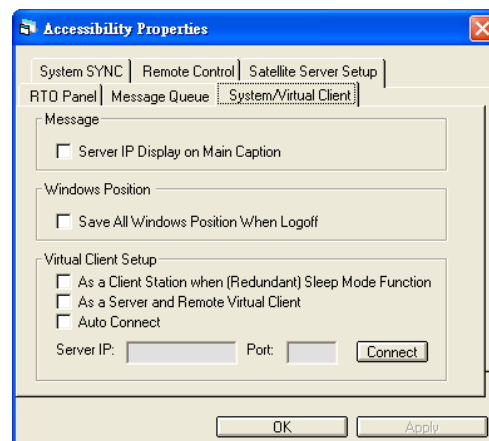 Accessibility Properties
System SYNC Remote Control Satellite Server Setup
RTO Panel Message Queue System/Virtual Client
Message
Server IP Display on Main Caption
Windows Position
Save All Windows Position When Logoff
Virtual Client Setup
As a Client Station when (Redundant) Sleep Mode Function
As a Server and Remote Virtual Client
Auto Connect
Server IP: Port: Connect
OK Apply